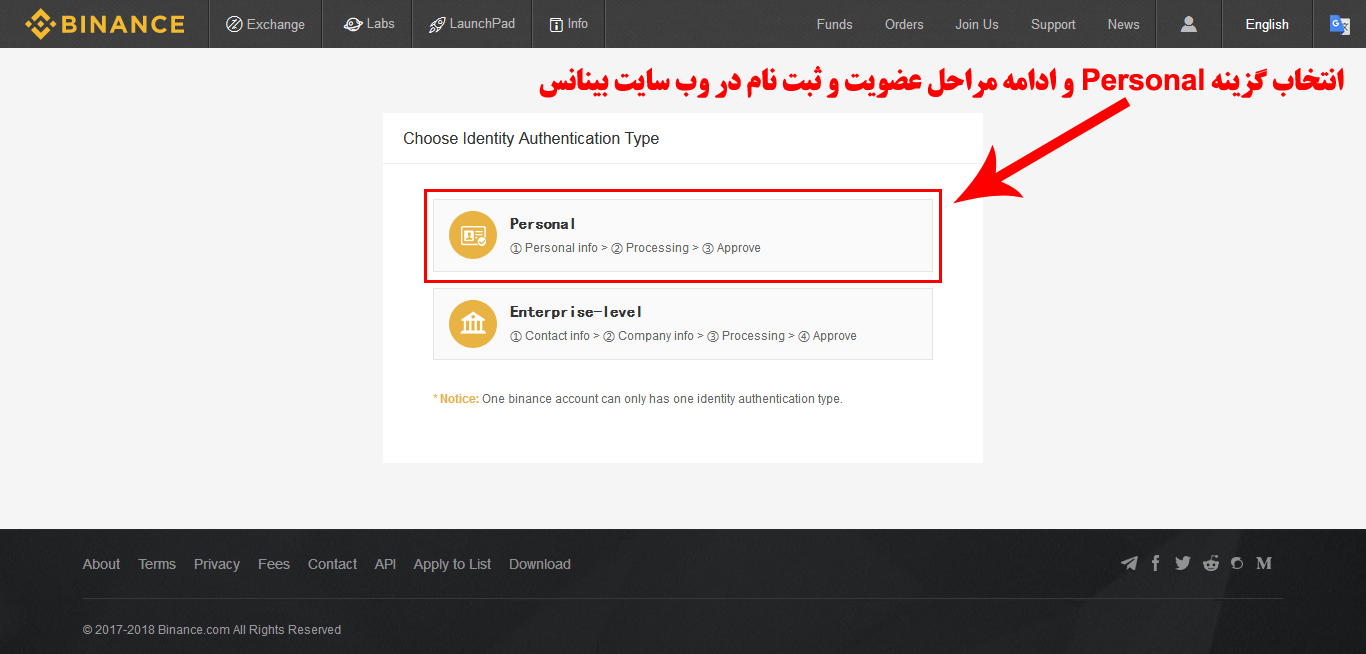 BINANCE Exchange Labs LaunchPad Info Funds Orders Join Us Support News English
انتخاب گزینه Personal و ادامه مراحل عضویت و ثبت نام در وب سایت بینانس
Choose Identity Authentication Type
Personal
① Personal info > ② Processing > ③ Approve
Enterprise-level
① Contact info > ② Company info > ③ Processing > ④ Approve
* Notice: One binance account can only has one identity authentication type.
About Terms Privacy Fees Contact API Apply to List Download
© 2017-2018 Binance.com All Rights Reserved